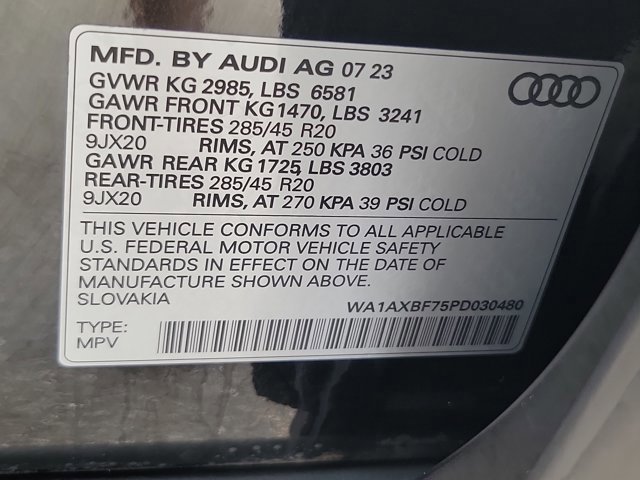 MFD. BY AUDI AG 07 23
GVWR KG 2985, LBS 6581
GAWR FRONT KG1470, LBS 3241
FRONT-TIRES 285/45 R20
9JX20 RIMS, AT 250 KPA 36 PSI COLD
GAWR REAR KG 1725, LBS 3803
REAR-TIRES 285/45 R20
9JX20 RIMS, AT 270 KPA 39 PSI COLD
THIS VEHICLE CONFORMS TO ALL APPLICABLE
U.S. FEDERAL MOTOR VEHICLE SAFETY
STANDARDS IN EFFECT ON THE DATE OF
MANUFACTURE SHOWN ABOVE.
SLOVAKIA WA1AXBF75PD030480
TYPE:
MPV